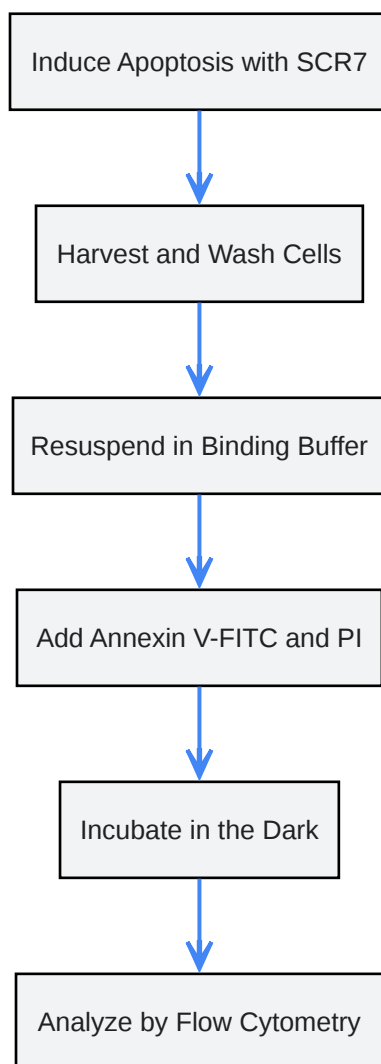 Induce Apoptosis with SCR7
Harvest and Wash Cells
Resuspend in Binding Buffer
Add Annexin V-FITC and PI
Incubate in the Dark
Analyze by Flow Cytometry